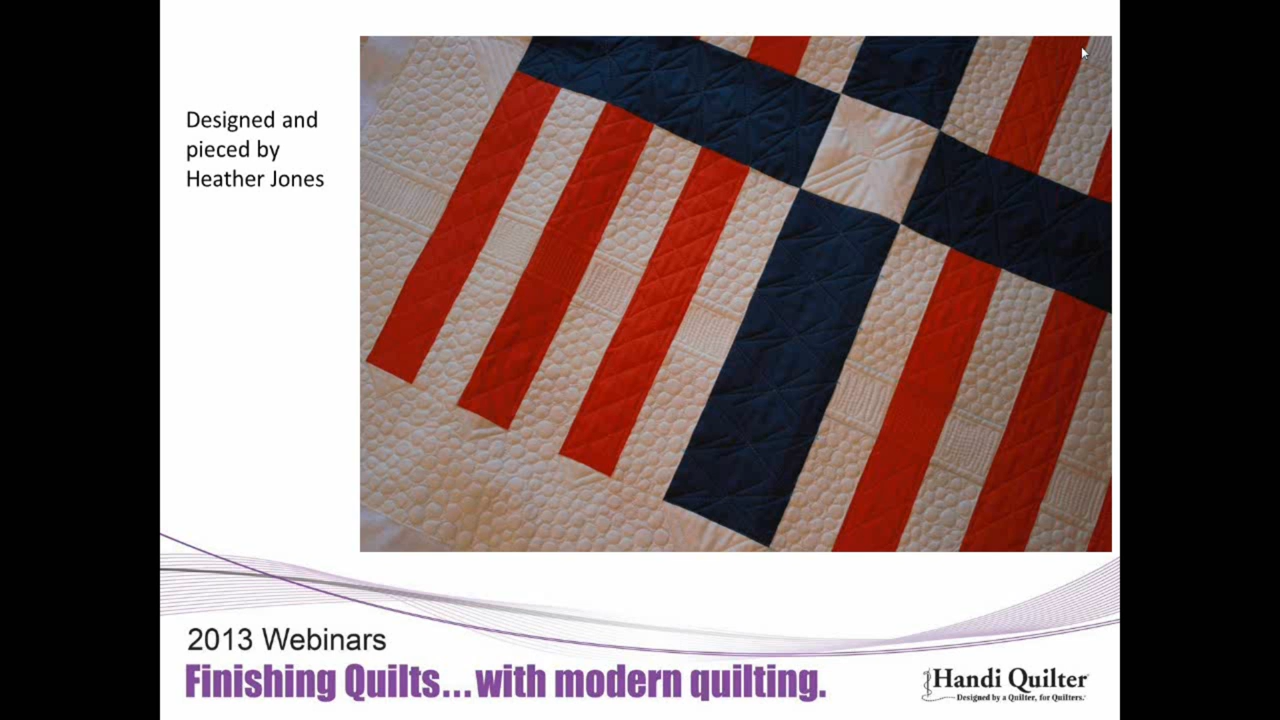 Designed and
pieced by
Heather Jones
2013 Webinars
Finishing Quilts...with modern quilting.
Handi Quilter
Designed by a Quilter, for Quilters.